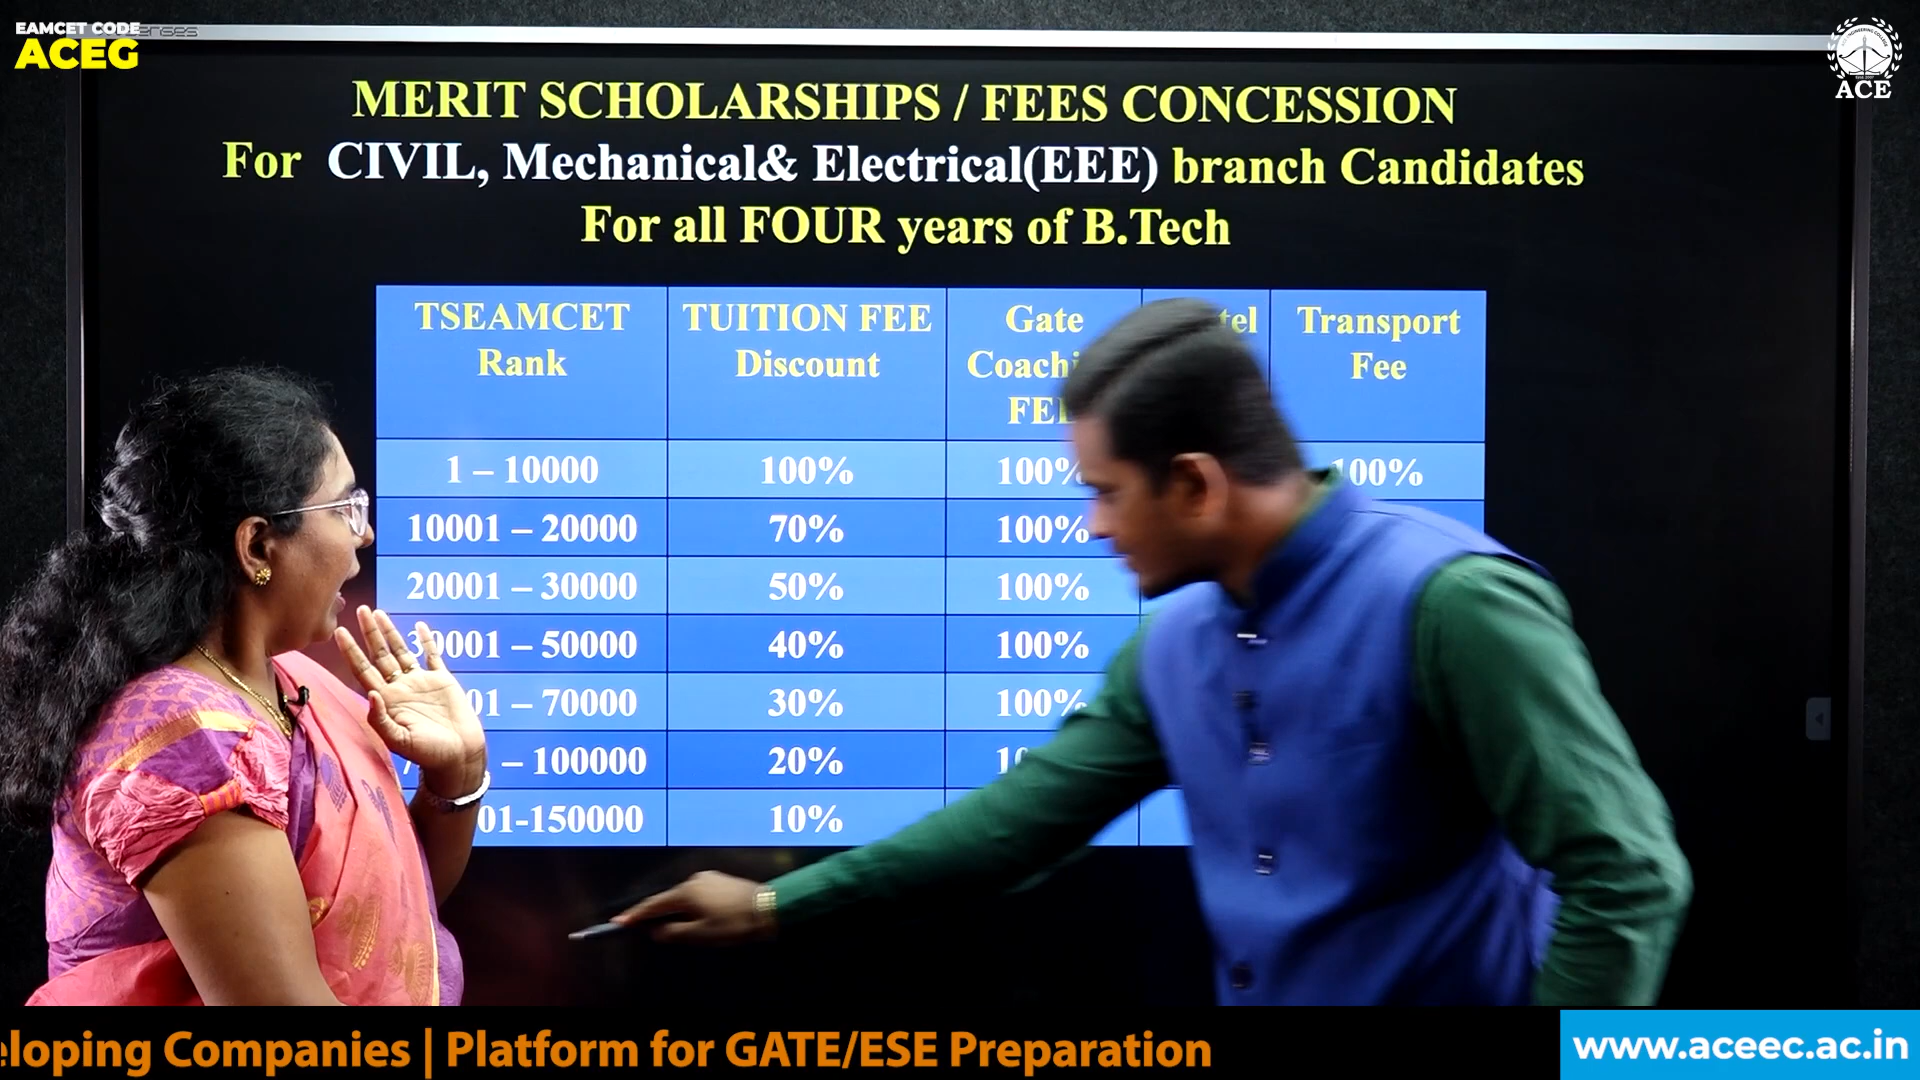 EAMCET CODE
ACEG
ACE
MERIT SCHOLARSHIPS / FEES CONCESSION
For CIVIL, Mechanical& Electrical(EEE) branch Candidates
For all FOUR years of B.Tech
TSEAMCET Rank
TUITION FEE Discount
Gate
Transport Fee
1 – 10000 100% 100% 100%
10001 – 20000 70% 100%
20001 – 30000 50% 100%
– 50000 40% 100%
– 70000 30% 100%
– 100000 20%
-150000 10%
Companies | Platform for GATE/ESE Preparation
www.aceec.ac.in